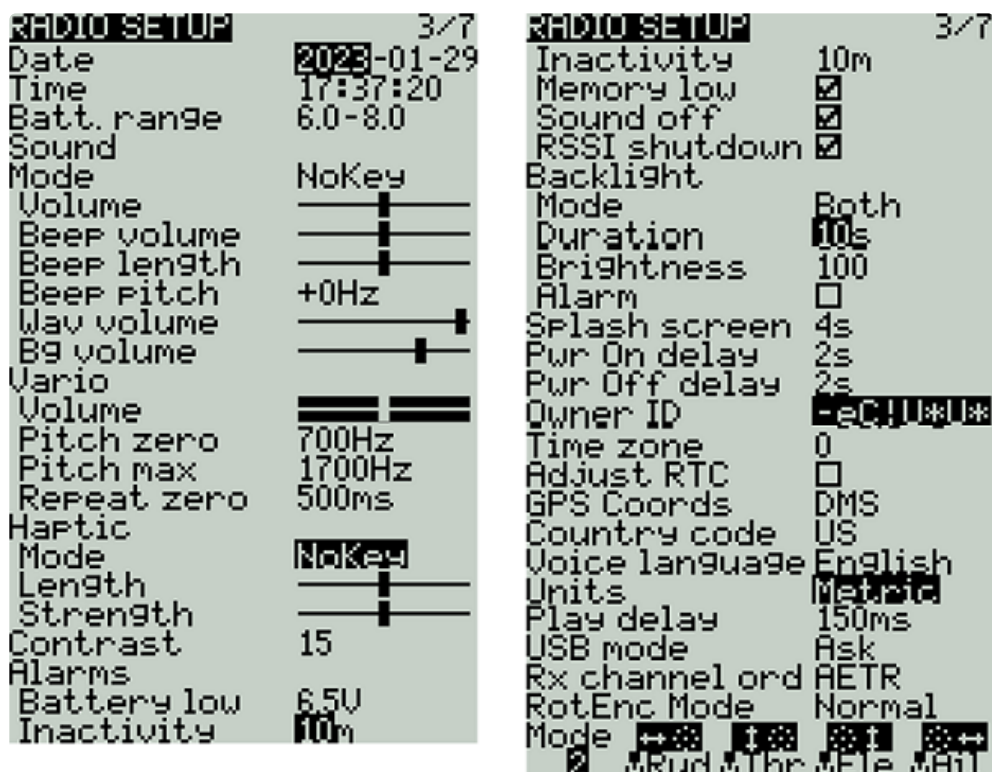 RADIO SETUP 3/7
Date 2023-01-29
Time 17:37:20
Batt. range 6.0-8.0
Sound
Mode NoKey
Volume
Beep volume
Beep length
Beep pitch +0Hz
Wav volume
Bg volume
Vario
Volume
Pitch zero 700Hz
Pitch max 1700Hz
Repeat zero 500ms
Haptic
Mode NoKey
Length
Strength
Contrast 15
Alarms
Battery low 6.5V
Inactivity 10m
RADIO SETUP 3/7
Inactivity 10m
Memory low
Sound off
RSSI shutdown
Backlight
Mode Both
Duration 10s
Brightness 100
Alarm
Splash screen 4s
Pwr On delay 2s
Pwr Off delay 2s
Owner ID
Time zone 0
Adjust RTC
GPS Coords DMS
Country code US
Voice language English
Units Metric
Play delay 150ms
USB mode Ask
Rx channel ord AETR
RotEnc Mode Normal
Mode
2 Rud Thr Ele Ail